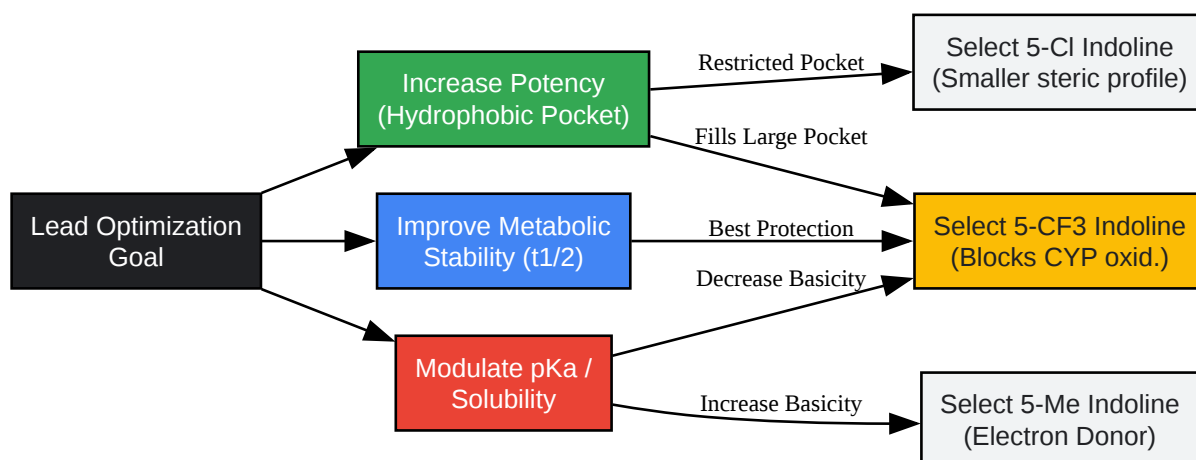 Lead Optimization
Goal
Increase Potency
(Hydrophobic Pocket)
Improve Metabolic
Stability (t1/2)
Modulate pKa /
Solubility
Restricted Pocket
Fills Large Pocket
Best Protection
Decrease Basicity
Increase Basicity
Select 5-Cl Indoline
(Smaller steric profile)
Select 5-CF3 Indoline
(Blocks CYP oxid.)
Select 5-Me Indoline
(Electron Donor)